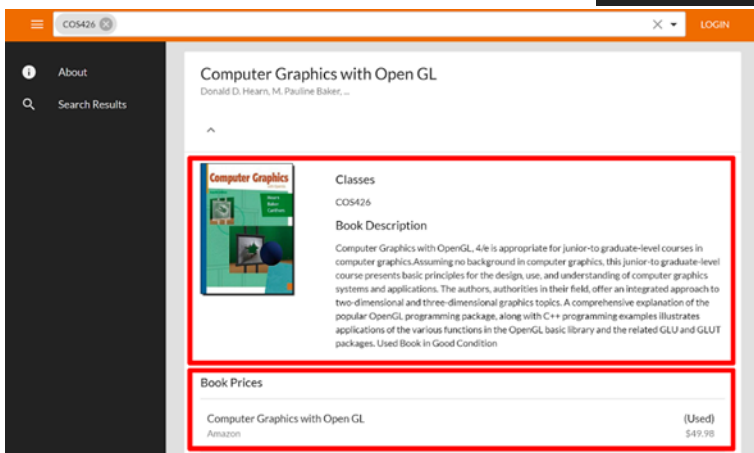 COS426
LOGIN
About
Search Results
Computer Graphics with Open GL
Donald D. Hearn, M. Pauline Baker, ...
Computer Graphics
Hearn
Baker
Carithers
Classes
COS426
Book Description
Computer Graphics with OpenGL, 4/e is appropriate for junior-to graduate-level courses in
computer graphics.Assuming no background in computer graphics, this junior-to graduate-level
course presents basic principles for the design, use, and understanding of computer graphics
systems and applications. The authors, authorities in their field, offer an integrated approach to
two-dimensional and three-dimensional graphics topics. A comprehensive explanation of the
popular OpenGL programming package, along with C++ programming examples illustrates
applications of the various functions in the OpenGL basic library and the related GLU and GLUT
packages. Used Book in Good Condition
Book Prices
Computer Graphics with Open GL
(Used)
Amazon
$49.98